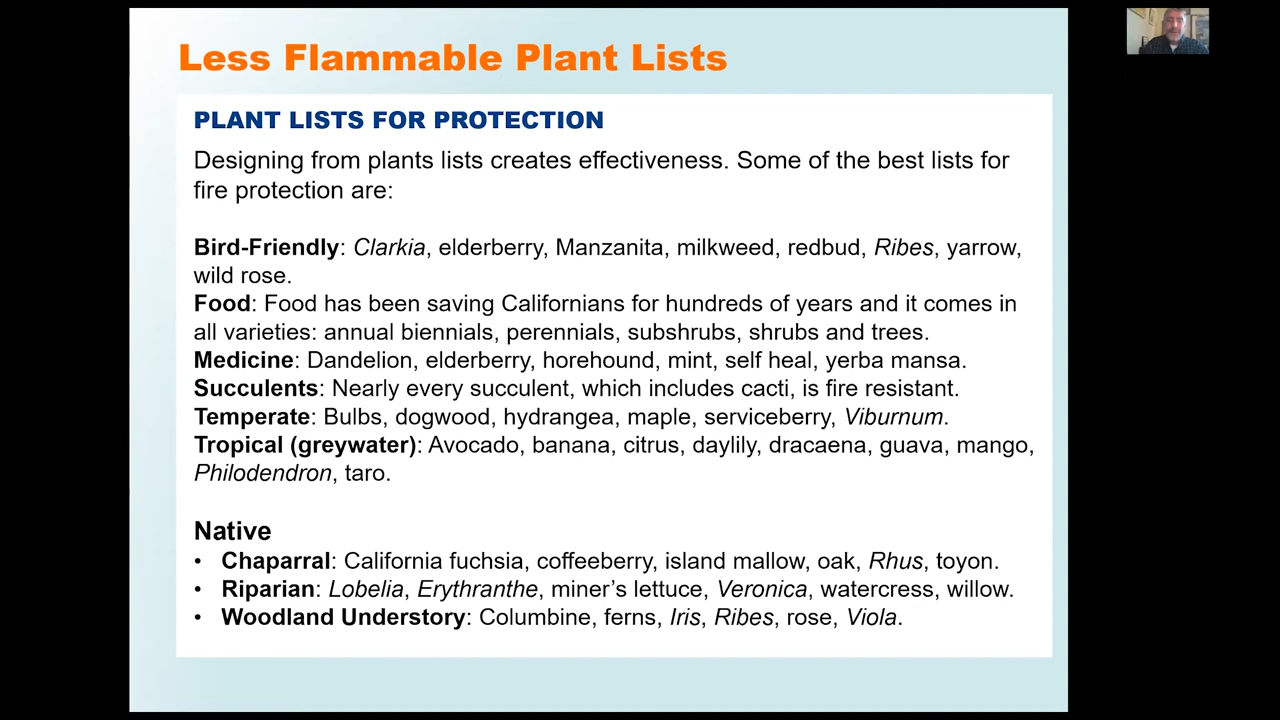 Less Flammable Plant Lists
PLANT LISTS FOR PROTECTION
Designing from plants lists creates effectiveness. Some of the best lists for
fire protection are:
Bird-Friendly: Clarkia, elderberry, Manzanita, milkweed, redbud, Ribes, yarrow,
wild rose.
Food: Food has been saving Californians for hundreds of years and it comes in
all varieties: annual biennials, perennials, subshrubs, shrubs and trees.
Medicine: Dandelion, elderberry, horehound, mint, self heal, yerba mansa.
Succulents: Nearly every succulent, which includes cacti, is fire resistant.
Temperate: Bulbs, dogwood, hydrangea, maple, serviceberry, Viburnum.
Tropical (greywater): Avocado, banana, citrus, daylily, dracaena, guava, mango,
Philodendron, taro.
Native
• Chaparral: California fuchsia, coffeeberry, island mallow, oak, Rhus, toyon.
• Riparian: Lobelia, Erythranthe, miner's lettuce, Veronica, watercress, willow.
• Woodland Understory: Columbine, ferns, Iris, Ribes, rose, Viola.